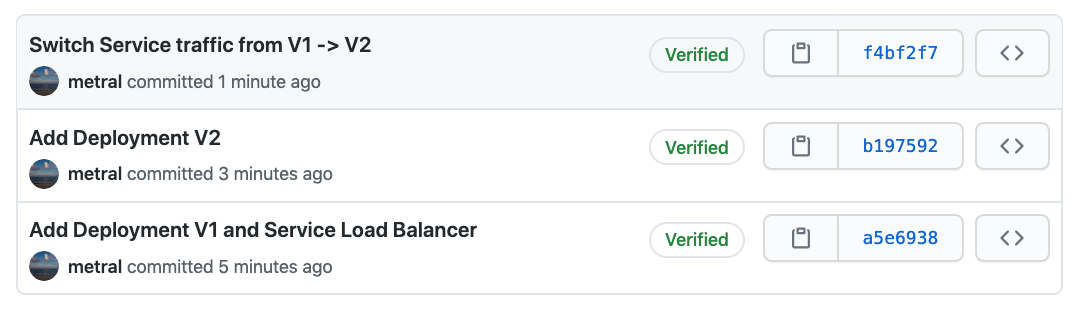 Switch Service traffic from V1 -> V2
metral committed 1 minute ago
Verified
f4bf2f7
Add Deployment V2
metral committed 3 minutes ago
Verified
b197592
Add Deployment V1 and Service Load Balancer
metral committed 5 minutes ago
Verified
a5e6938